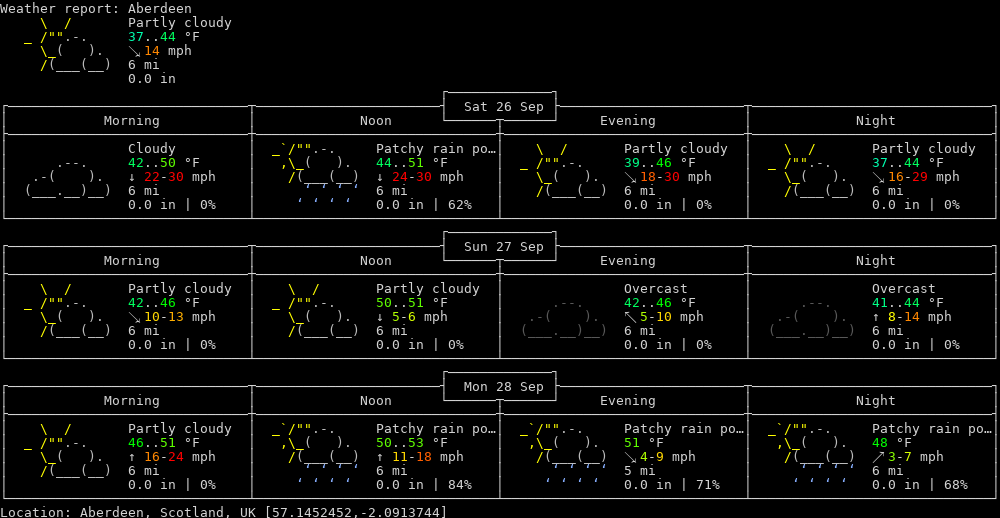 Weather report: Aberdeen
Partly cloudy
37..44 °F
↘ 14 mph
6 mi
0.0 in
Sat 26 Sep
Morning Noon Evening Night
Cloudy Patchy rain po… Partly cloudy Partly cloudy
42..50 °F 44..51 °F 39..46 °F 37..44 °F
↓ 22-30 mph ↓ 24-30 mph ↘ 18-30 mph ↘ 16-29 mph
6 mi 6 mi 6 mi 6 mi
0.0 in | 0% 0.0 in | 62% 0.0 in | 0% 0.0 in | 0%
Sun 27 Sep
Morning Noon Evening Night
Partly cloudy Partly cloudy Overcast Overcast
42..46 °F 50..51 °F 42..46 °F 41..44 °F
↘ 10-13 mph ↓ 5-6 mph ↖ 5-10 mph ↑ 8-14 mph
6 mi 6 mi 6 mi 6 mi
0.0 in | 0% 0.0 in | 0% 0.0 in | 0% 0.0 in | 0%
Mon 28 Sep
Morning Noon Evening Night
Partly cloudy Patchy rain po… Patchy rain po… Patchy rain po…
46..51 °F 50..53 °F 51 °F 48 °F
↑ 16-24 mph ↑ 11-18 mph ↘ 4-9 mph ↗ 3-7 mph
6 mi 6 mi 5 mi 6 mi
0.0 in | 0% 0.0 in | 84% 0.0 in | 71% 0.0 in | 68%
Location: Aberdeen, Scotland, UK [57.1452452,-2.0913744]